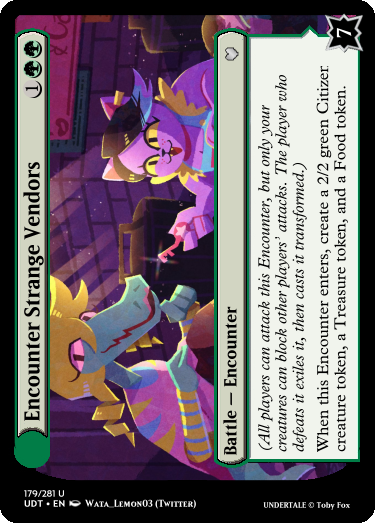 Encounter Strange Vendors
1
Battle — Encounter
(All players can attack this Encounter, but only your
creatures can block other players' attacks. The player who
defeats it exiles it, then casts it transformed.)
When this Encounter enters, create a 2/2 green Citizen
creature token, a Treasure token, and a Food token.
7
179/281 U
UDT • EN Wata_Lemon03 (Twitter)
UNDERTALE © Toby Fox